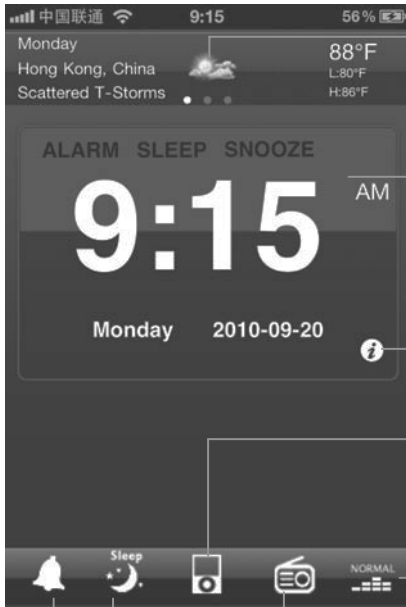 中国联通 9:15 56%
Monday
Hong Kong, China
Scattered T-Storms
88°F
L:80°F
H:86°F
ALARM SLEEP SNOOZE
9:15 AM
Monday 2010-09-20
i
Sleep
NORMAL